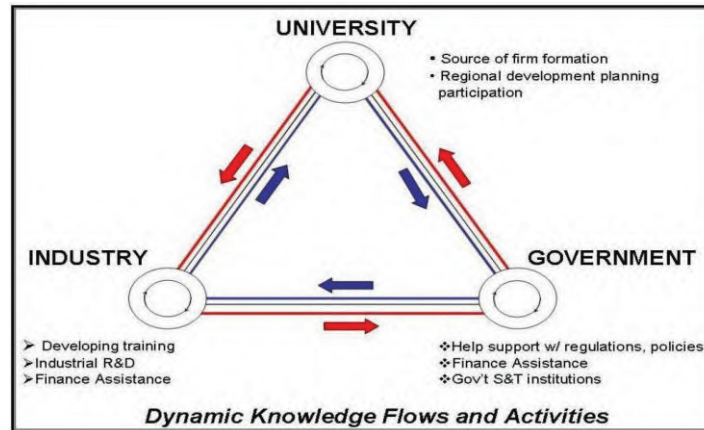 UNIVERSITY
• Source of firm formation
• Regional development planning
participation
INDUSTRY
GOVERNMENT
➢ Developing training
➢ Industrial R&D
➢ Finance Assistance
❖Help support w/ regulations, policies
❖Finance Assistance
❖Gov't S&T institutions
Dynamic Knowledge Flows and Activities